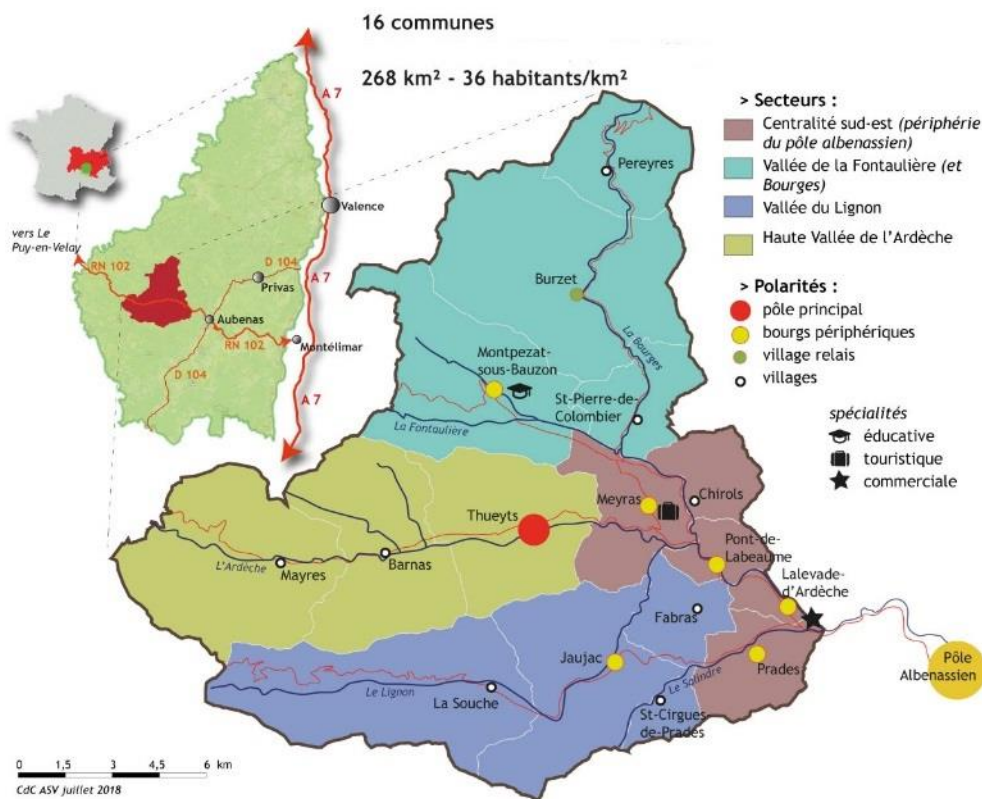 16 communes
268 km² - 36 habitants/km²
A 7
Valence
vers Le
Puy-en-Velay
RN 102
D 104
Privas
A 7
Aubenas
RN 102
Montélimar
D 104
A 7
> Secteurs :
Centralité sud-est (périphérie
du pôle albenassien)
Vallée de la Fontaulière (et
Bourges)
Vallée du Lignon
Haute Vallée de l'Ardèche
> Polarités :
pôle principal
bourgs périphériques
village relais
villages
spécialités
éducative
touristique
commerciale
Pereyres
Burzet
La Bourges
Montpezat-
sous-Bauzon
St-Pierre-de-
Colombier
La Fontaulière
Meyras
Chirols
Thueyts
Pont-de-
Labeaume
L'Ardèche
Mayres
Barnas
Lalevade-
d'Ardèche
Fabras
Jaujac
Prades
Pôle
Albenassien
Le Salindre
Le Lignon
La Souche
St-Cirgues-
de-Prades
0 1,5 3 4,5 6 km
CdC ASV juillet 2018